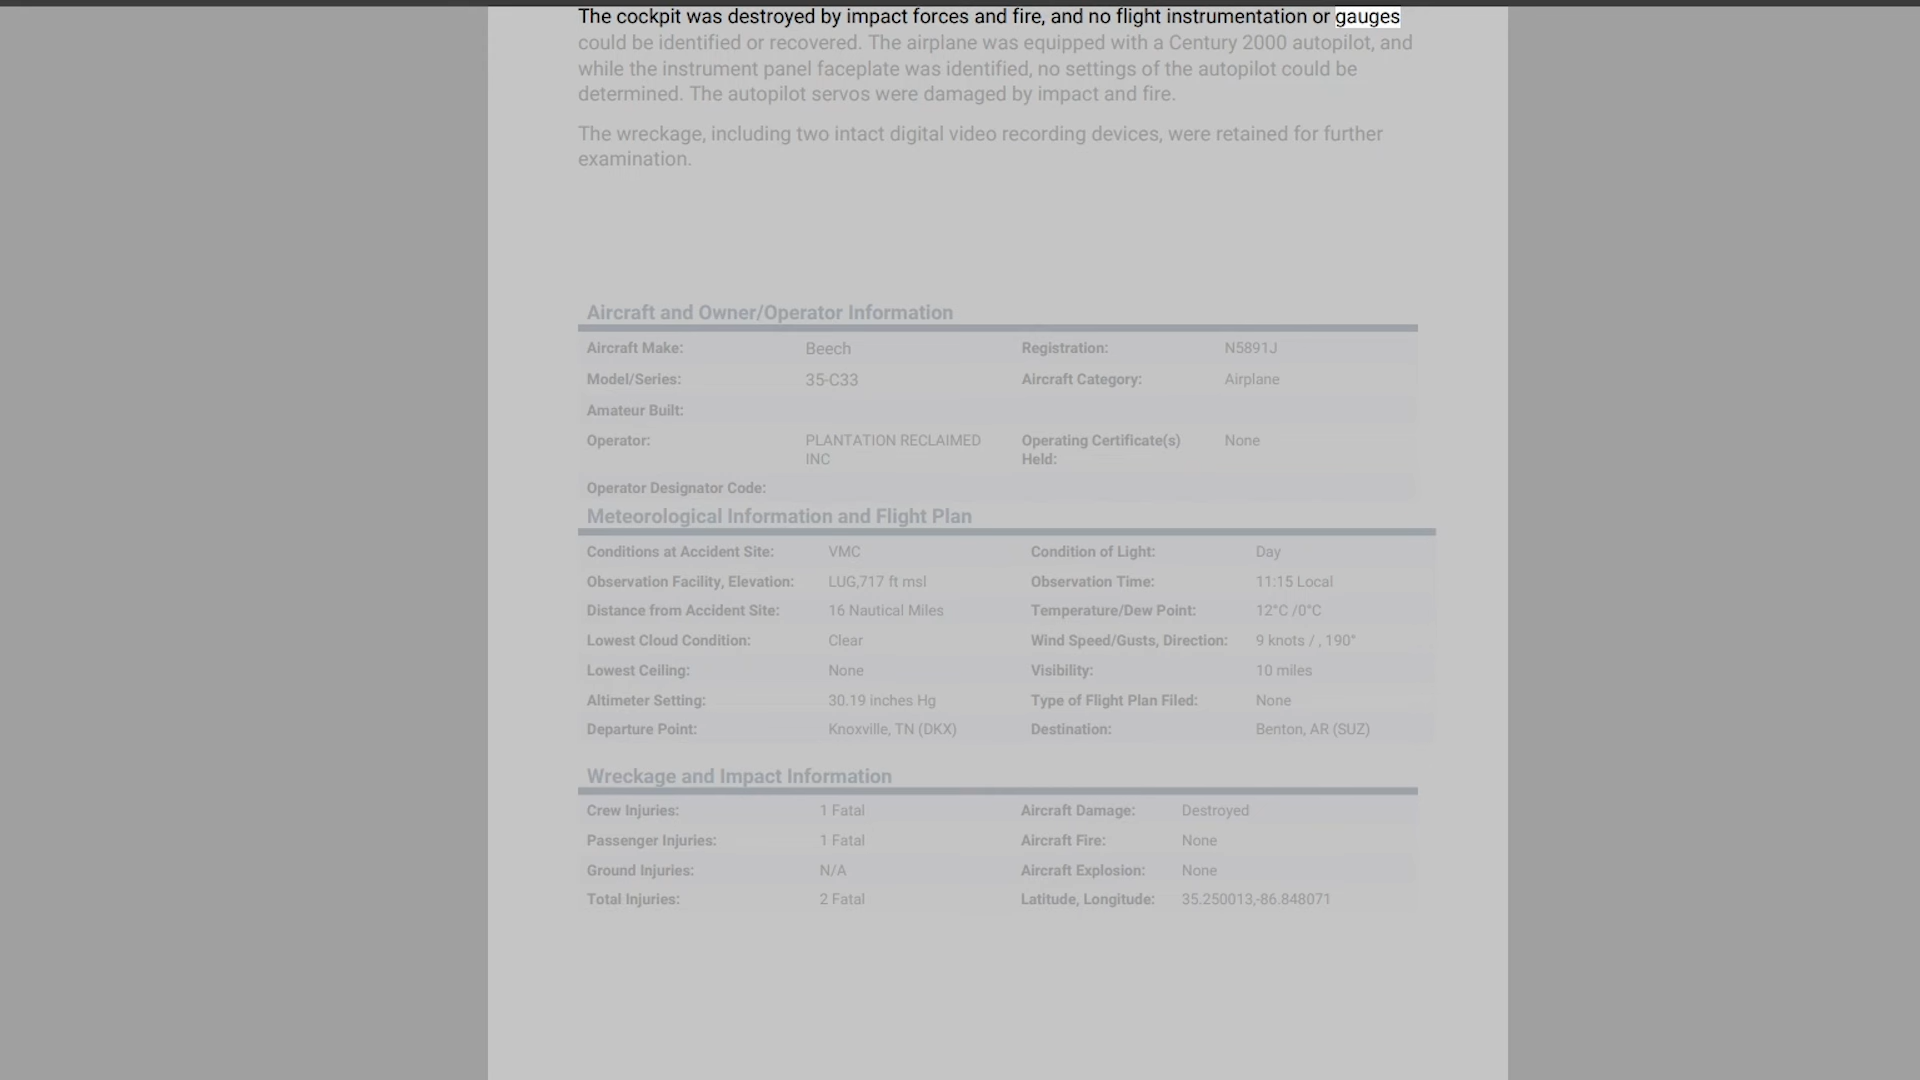 The cockpit was destroyed by impact forces and fire, and no flight instrumentation or gauges
could be identified or recovered. The airplane was equipped with a Century 2000 autopilot, and
while the instrument panel faceplate was identified, no settings of the autopilot could be
determined. The autopilot servos were damaged by impact and fire.
The wreckage, including two intact digital video recording devices, were retained for further
examination.
Aircraft and Owner/Operator Information
Aircraft Make: Beech Registration: N5891J
Model/Series: 35-C33 Aircraft Category: Airplane
Amateur Built:
Operator: PLANTATION RECLAIMED Operating Certificate(s) None
INC Held:
Operator Designator Code:
Meteorological Information and Flight Plan
Conditions at Accident Site: VMC Condition of Light: Day
Observation Facility, Elevation: LUG,717 ft msl Observation Time: 11:15 Local
Distance from Accident Site: 16 Nautical Miles Temperature/Dew Point: 12°C /0°C
Lowest Cloud Condition: Clear Wind Speed/Gusts, Direction: 9 knots / , 190°
Lowest Ceiling: None Visibility: 10 miles
Altimeter Setting: 30.19 inches Hg Type of Flight Plan Filed: None
Departure Point: Knoxville, TN (DKX) Destination: Benton, AR (SUZ)
Wreckage and Impact Information
Crew Injuries: 1 Fatal Aircraft Damage: Destroyed
Passenger Injuries: 1 Fatal Aircraft Fire: None
Ground Injuries: N/A Aircraft Explosion: None
Total Injuries: 2 Fatal Latitude, Longitude: 35.250013,-86.848071